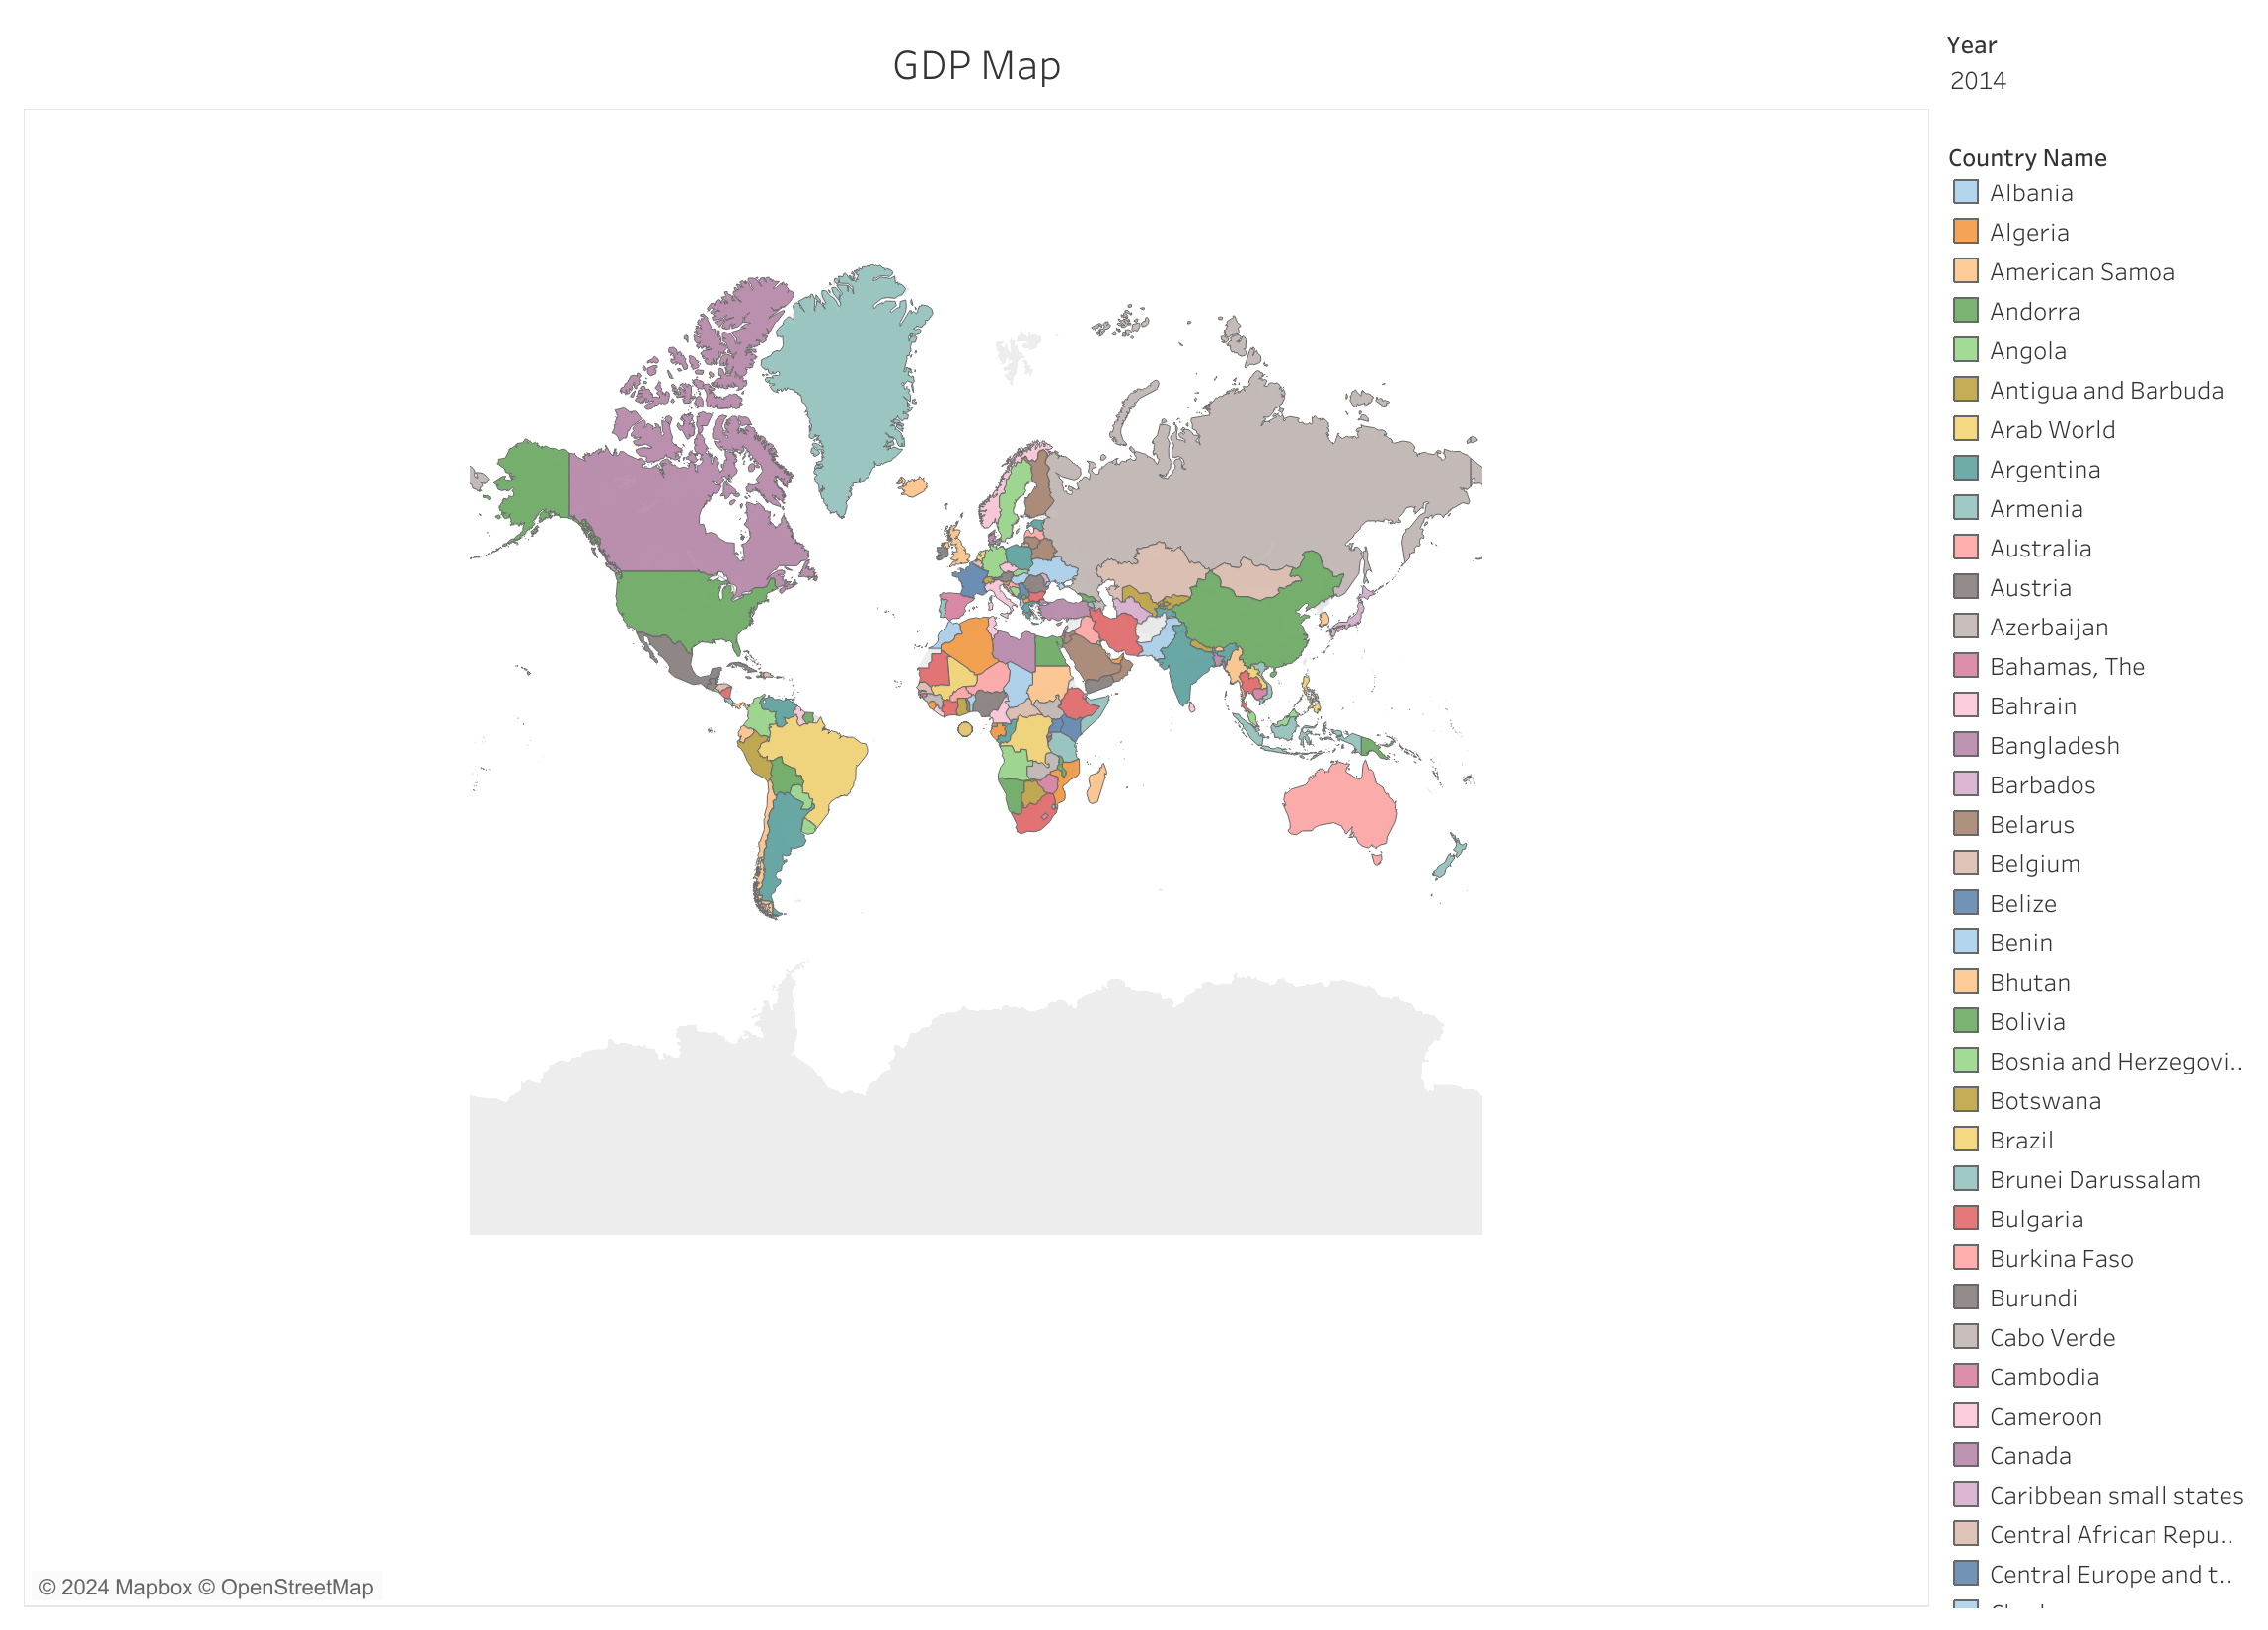 GDP Map
Year
2014
Country Name
Albania
Algeria
American Samoa
Andorra
Angola
Antigua and Barbuda
Arab World
Argentina
Armenia
Australia
Austria
Azerbaijan
Bahamas, The
Bahrain
Bangladesh
Barbados
Belarus
Belgium
Belize
Benin
Bhutan
Bolivia
Bosnia and Herzegovi..
Botswana
Brazil
Brunei Darussalam
Bulgaria
Burkina Faso
Burundi
Cabo Verde
Cambodia
Cameroon
Canada
Caribbean small states
Central African Repu..
Central Europe and t..
© 2024 Mapbox © OpenStreetMap